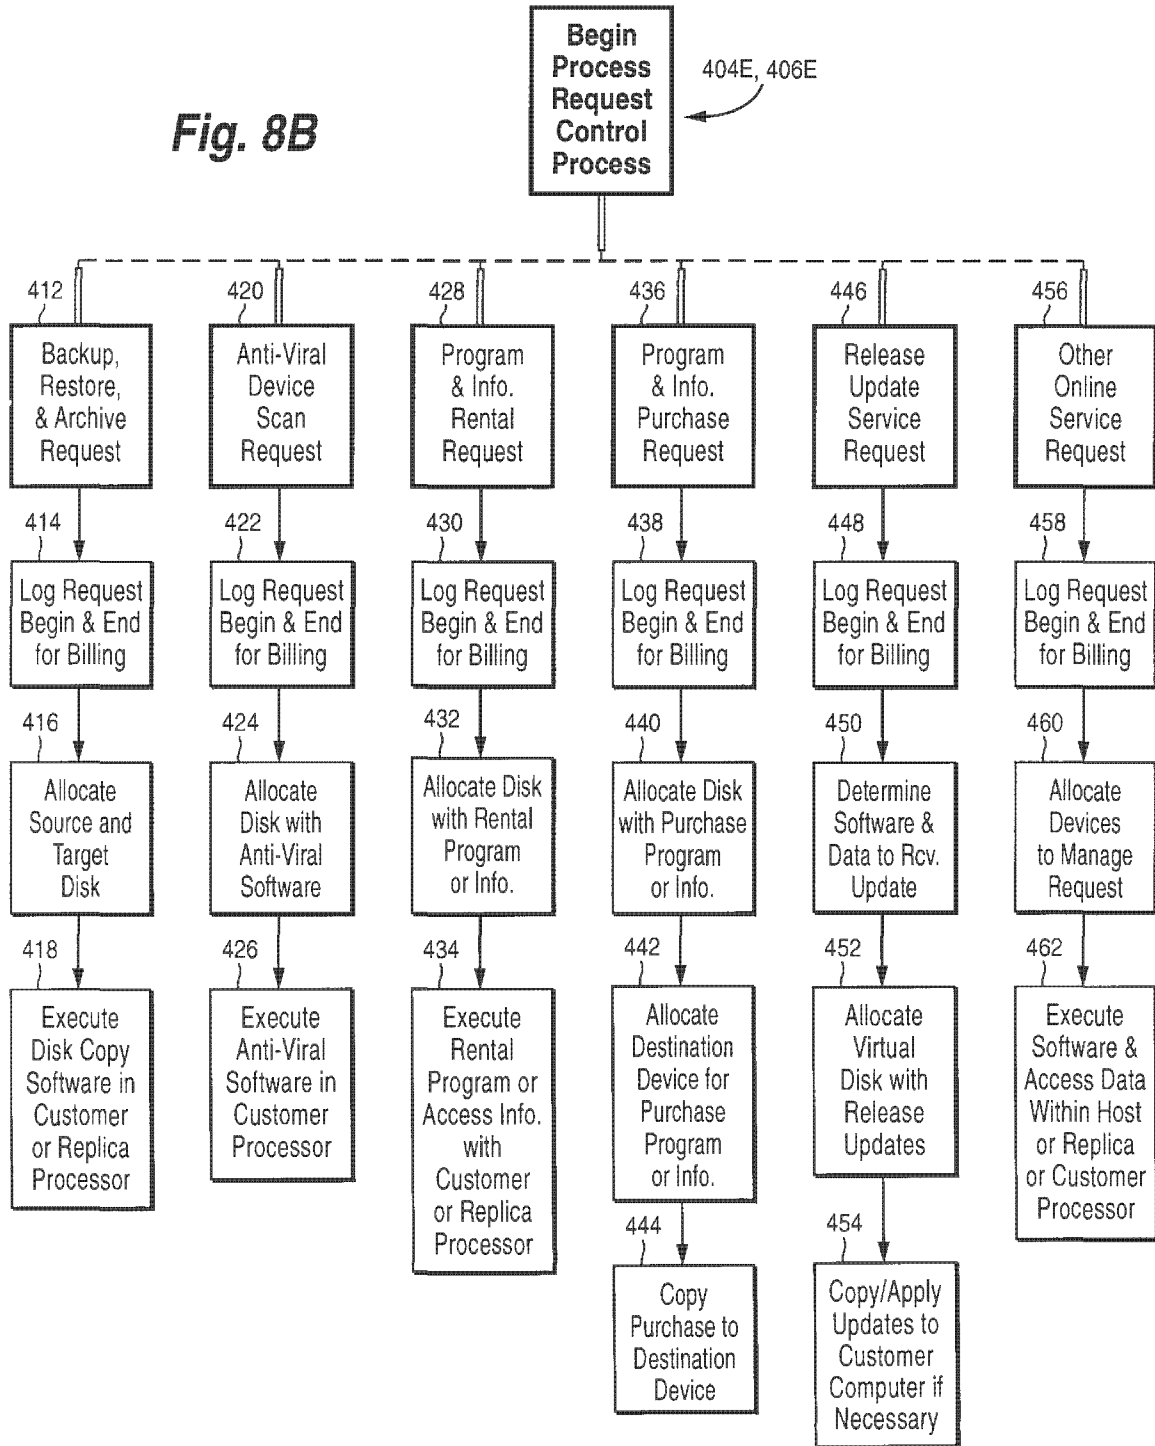 Begin
Process
Request
Control
Process
404E, 406E
Fig. 8B
412
Backup,
Restore,
& Archive
Request
414
Log Request
Begin & End
for Billing
416
Allocate
Source and
Target
Disk
418
Execute
Disk Copy
Software in
Customer
or Replica
Processor
420
Anti-Viral
Device
Scan
Request
422
Log Request
Begin & End
for Billing
424
Allocate
Disk with
Anti-Viral
Software
426
Execute
Anti-Viral
Software in
Customer
Processor
428
Program
& Info.
Rental
Request
430
Log Request
Begin & End
for Billing
432
Allocate Disk
with Rental
Program
or Info.
434
Execute
Rental
Program or
Access Info.
with
Customer
or Replica
Processor
436
Program
& Info.
Purchase
Request
438
Log Request
Begin & End
for Billing
440
Allocate Disk
with Purchase
Program
or Info.
442
Allocate
Destination
Device for
Purchase
Program
or Info.
444
Copy
Purchase to
Destination
Device
446
Release
Update
Service
Request
448
Log Request
Begin & End
for Billing
450
Determine
Software &
Data to Rcv.
Update
452
Allocate
Virtual
Disk with
Release
Updates
454
Copy/Apply
Updates to
Customer
Computer if
Necessary
456
Other
Online
Service
Request
458
Log Request
Begin & End
for Billing
460
Allocate
Devices
to Manage
Request
462
Execute
Software &
Access Data
Within Host
or Replica
or Customer
Processor